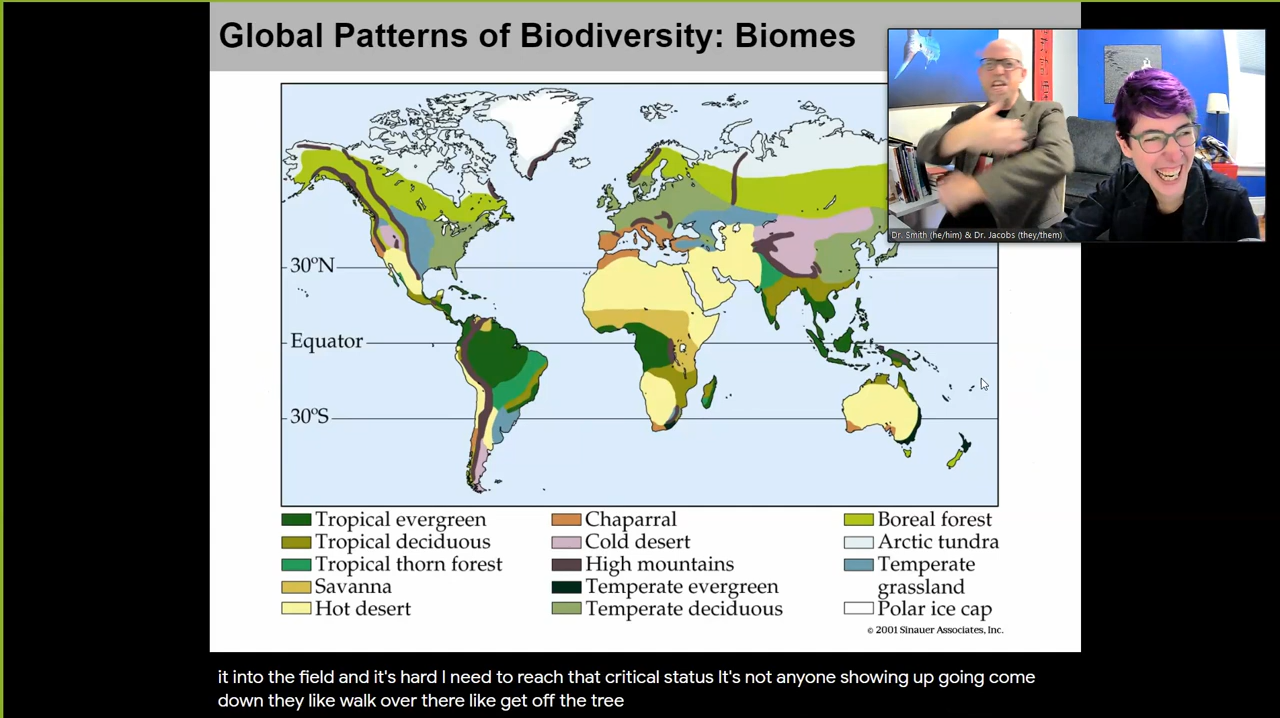 Global Patterns of Biodiversity: Biomes
Dr. Smith (he/him) & Dr. Jacobs (they/them)
30ºN
Equator
30ºS
Tropical evergreen
Tropical deciduous
Tropical thorn forest
Savanna
Hot desert
Chaparral
Cold desert
High mountains
Temperate evergreen
Temperate deciduous
Boreal forest
Arctic tundra
Temperate
grassland
Polar ice cap
© 2001 Sinauer Associates, Inc.
it into the field and it's hard I need to reach that critical status It's not anyone showing up going come
down they like walk over there like get off the tree